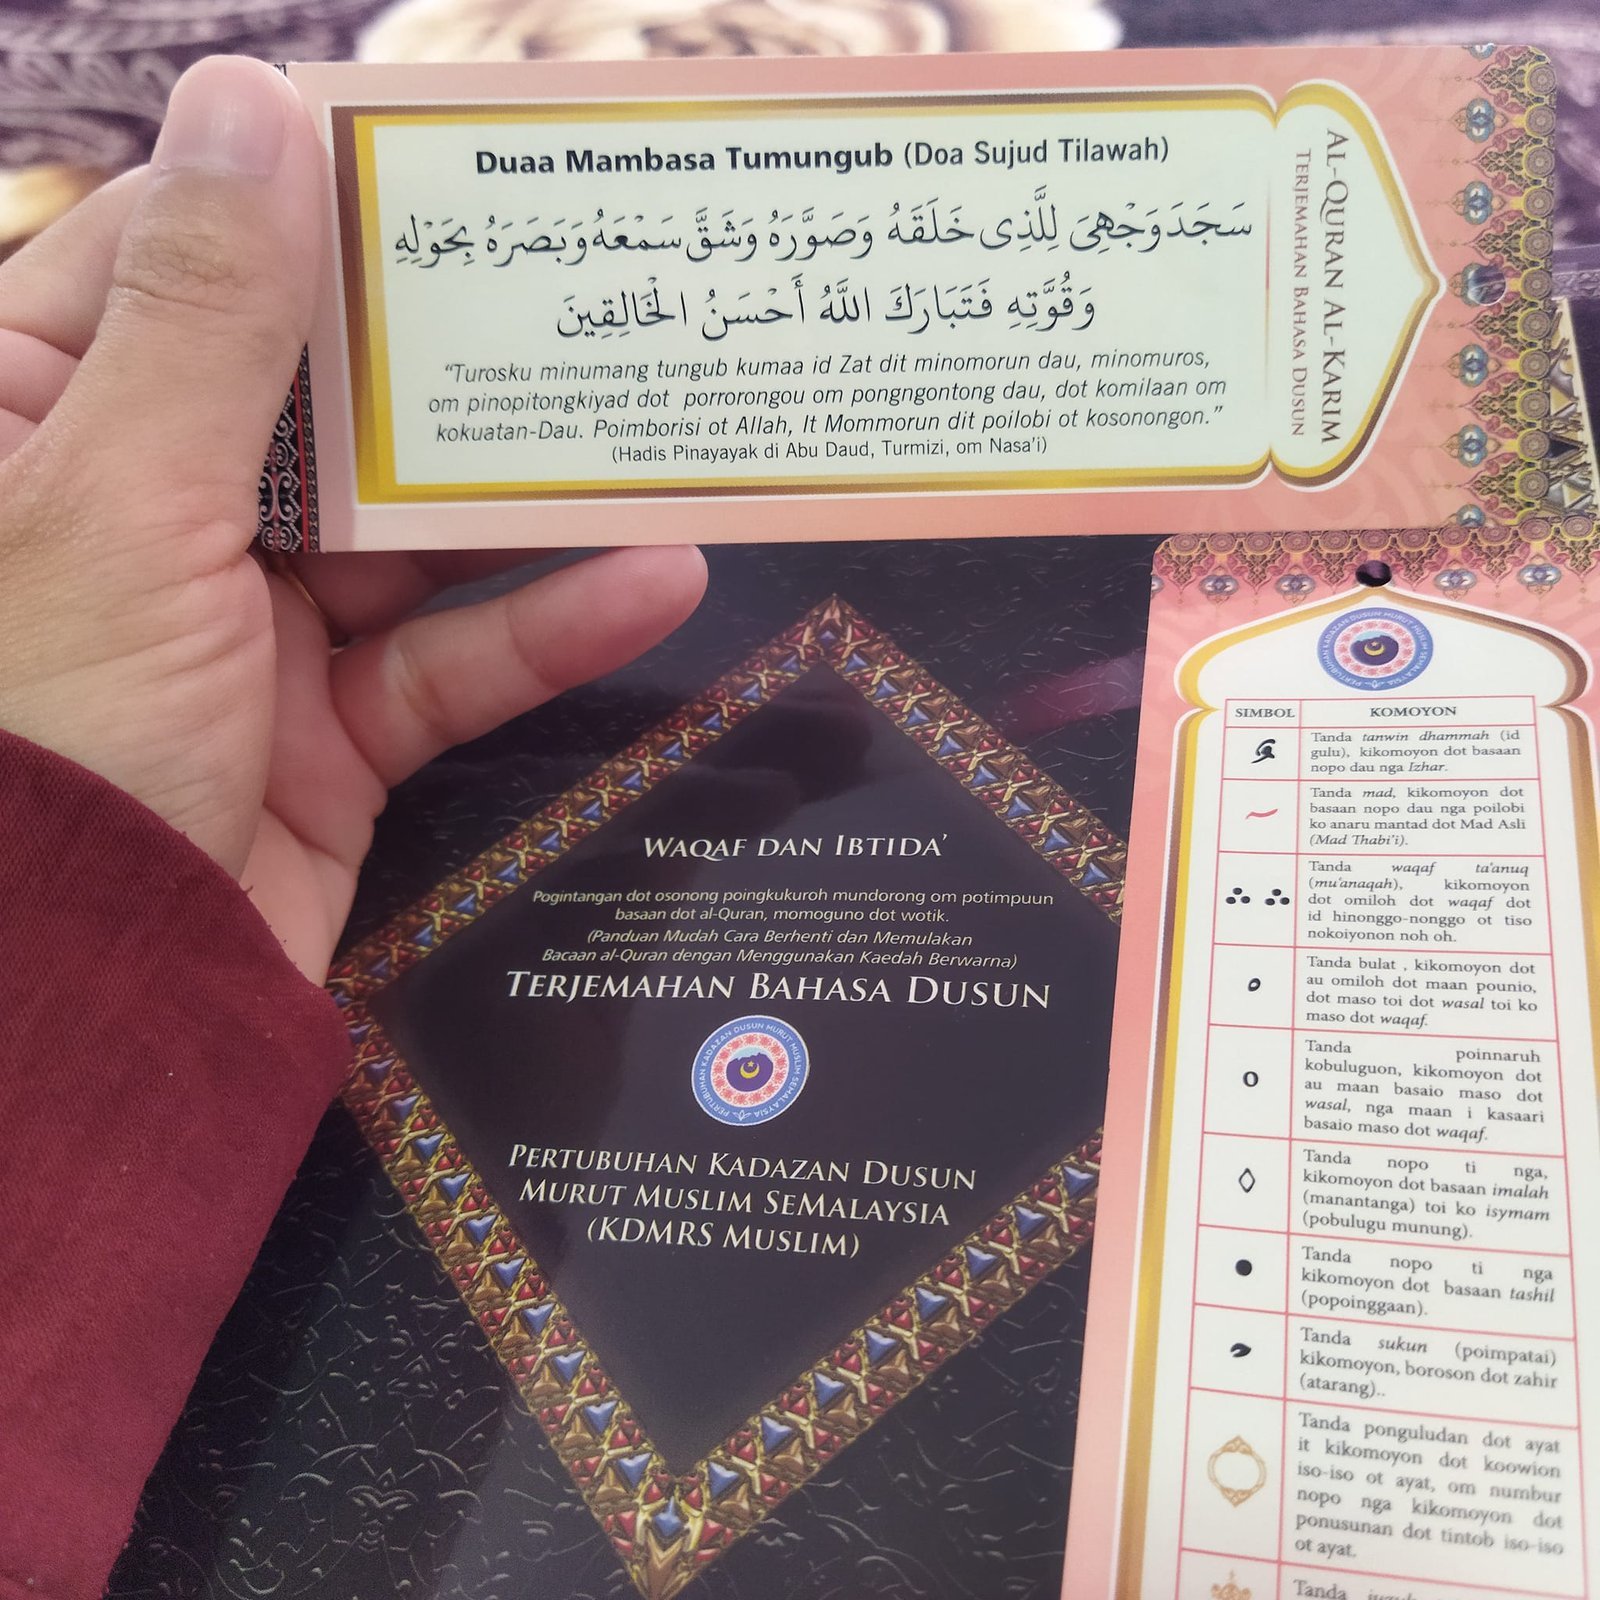 Duaa Mambasa Tumungub (Doa Sujud Tilawah)
سَجَدَ وَجْهِىَ لِلَّذِى خَلَقَهُ وَصَوَّرَهُ وَشَقَّ سَمْعَهُ وَبَصَرَهُ بِحَوْلِهِ
وَقُوَّتِهِ فَتَبَارَكَ اللَّهُ أَحْسَنُ الْخَالِقِينَ
“Turosku minumang tungub kumaa id Zat dit minomorun dau, minomuros,
om pinopitongkiyad dot porrorongou om pongngontong dau, dot komilaan om
kokuatan-Dau. Poimborisi ot Allah, It Mommorun dit poilobi ot kosonongon.”
(Hadis Pinayayak di Abu Daud, Turmizi, om Nasa'i)
AL-QURAN AL-KARIM
TERJEMAHAN BAHASA DUSUN
WAQAF DAN IBTIDA’
Pogintangan dot osonong poingkukuroh mundorong om potimpuun
basaan dot al-Quran, momoguno dot wotik.
(Panduan Mudah Cara Berhenti dan Memulakan
Bacaan al-Quran dengan Menggunakan Kaedah Berwarna)
TERJEMAHAN BAHASA DUSUN
PERTUBUHAN KADAZAN DUSUN MURUT MUSLIM SEMALAYSIA
PERTUBUHAN KADAZAN DUSUN
MURUT MUSLIM SEMALAYSIA
(KDMRS MUSLIM)
PERTUBUHAN KADAZAN DUSUN MURUT MUSLIM SEMALAYSIA
SIMBOL KOMOYON
Tanda tanwin dhammah (id
gulu), kikomoyon dot basaan
nopo dau nga Izhar.
Tanda mad, kikomoyon dot
basaan nopo dau nga poilobi
ko anaru mantad dot Mad Asli
(Mad Thabi'i).
Tanda waqaf ta'anuq
(mu'anaqah), kikomoyon
dot omiloh dot waqaf dot
id hinonggo-nonggo ot tiso
nokoiyonon noh oh.
Tanda bulat , kikomoyon dot
au omiloh dot maan pounio,
dot maso toi dot wasal toi ko
maso dot waqaf.
Tanda poinnaruh
kobuluguon, kikomoyon dot
au maan basaio maso dot
wasal, nga maan i kasaari
basaio maso dot waqaf.
Tanda nopo ti nga,
kikomoyon dot basaan imalah
(manantanga) toi ko isymam
(pobulugu munung).
Tanda nopo ti nga
kikomoyon dot basaan tashil
(popoinggaan).
Tanda sukun (poimpatai)
kikomoyon, boroson dot zahir
(atarang)..
Tanda ponguludan dot ayat
it kikomoyon dot koowion
iso-iso ot ayat, om numbur
nopo nga kikomoyon dot
ponusunan dot tintob iso-iso
ot ayat.
Tanda